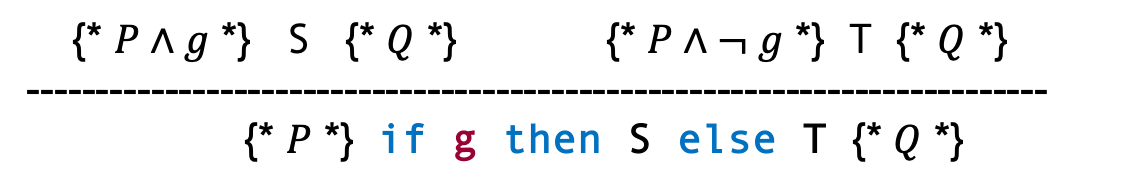 {* P ∧ g *} S {* Q *} {* P ∧ ¬ g *} T {* Q *}
------------------------------------------------------------------------
{* P *} if g then S else T {* Q *}